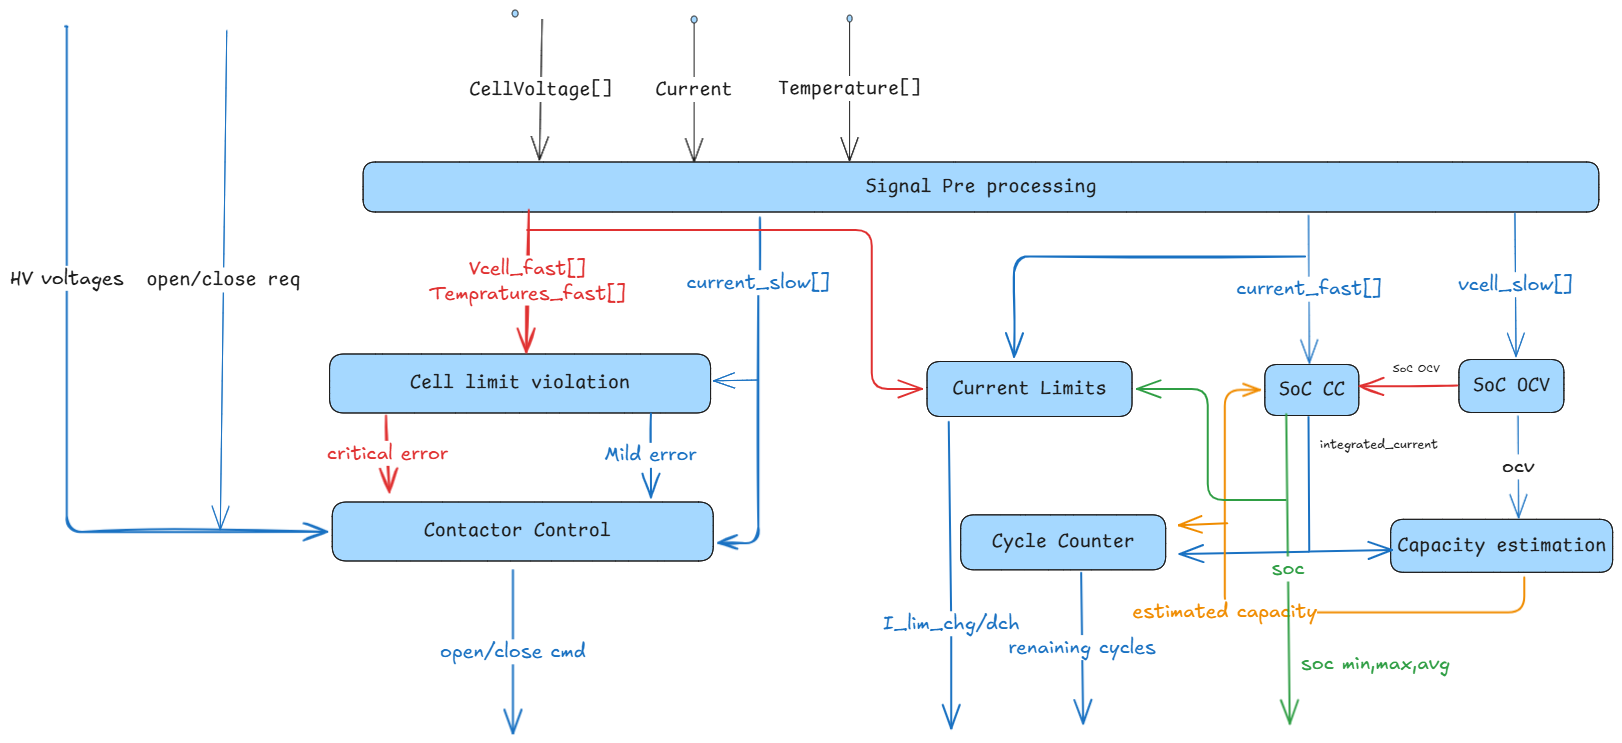 CellVoltage[]
Current
Temperature[]
Signal Pre processing
HV voltages
open/close req
Vcell_fast[]
Tempratures_fast[]
current_slow[]
current_fast[]
vcell_slow[]
Cell limit violation
Current Limits
SoC CC
SoC OCV
SoC OCV
critical error
Mild error
integrated_current
ocv
Contactor Control
Cycle Counter
Capacity estimation
soc
estimated capacity
I_lim_chg/dch
renaining cycles
open/close cmd
soc min,max,avg